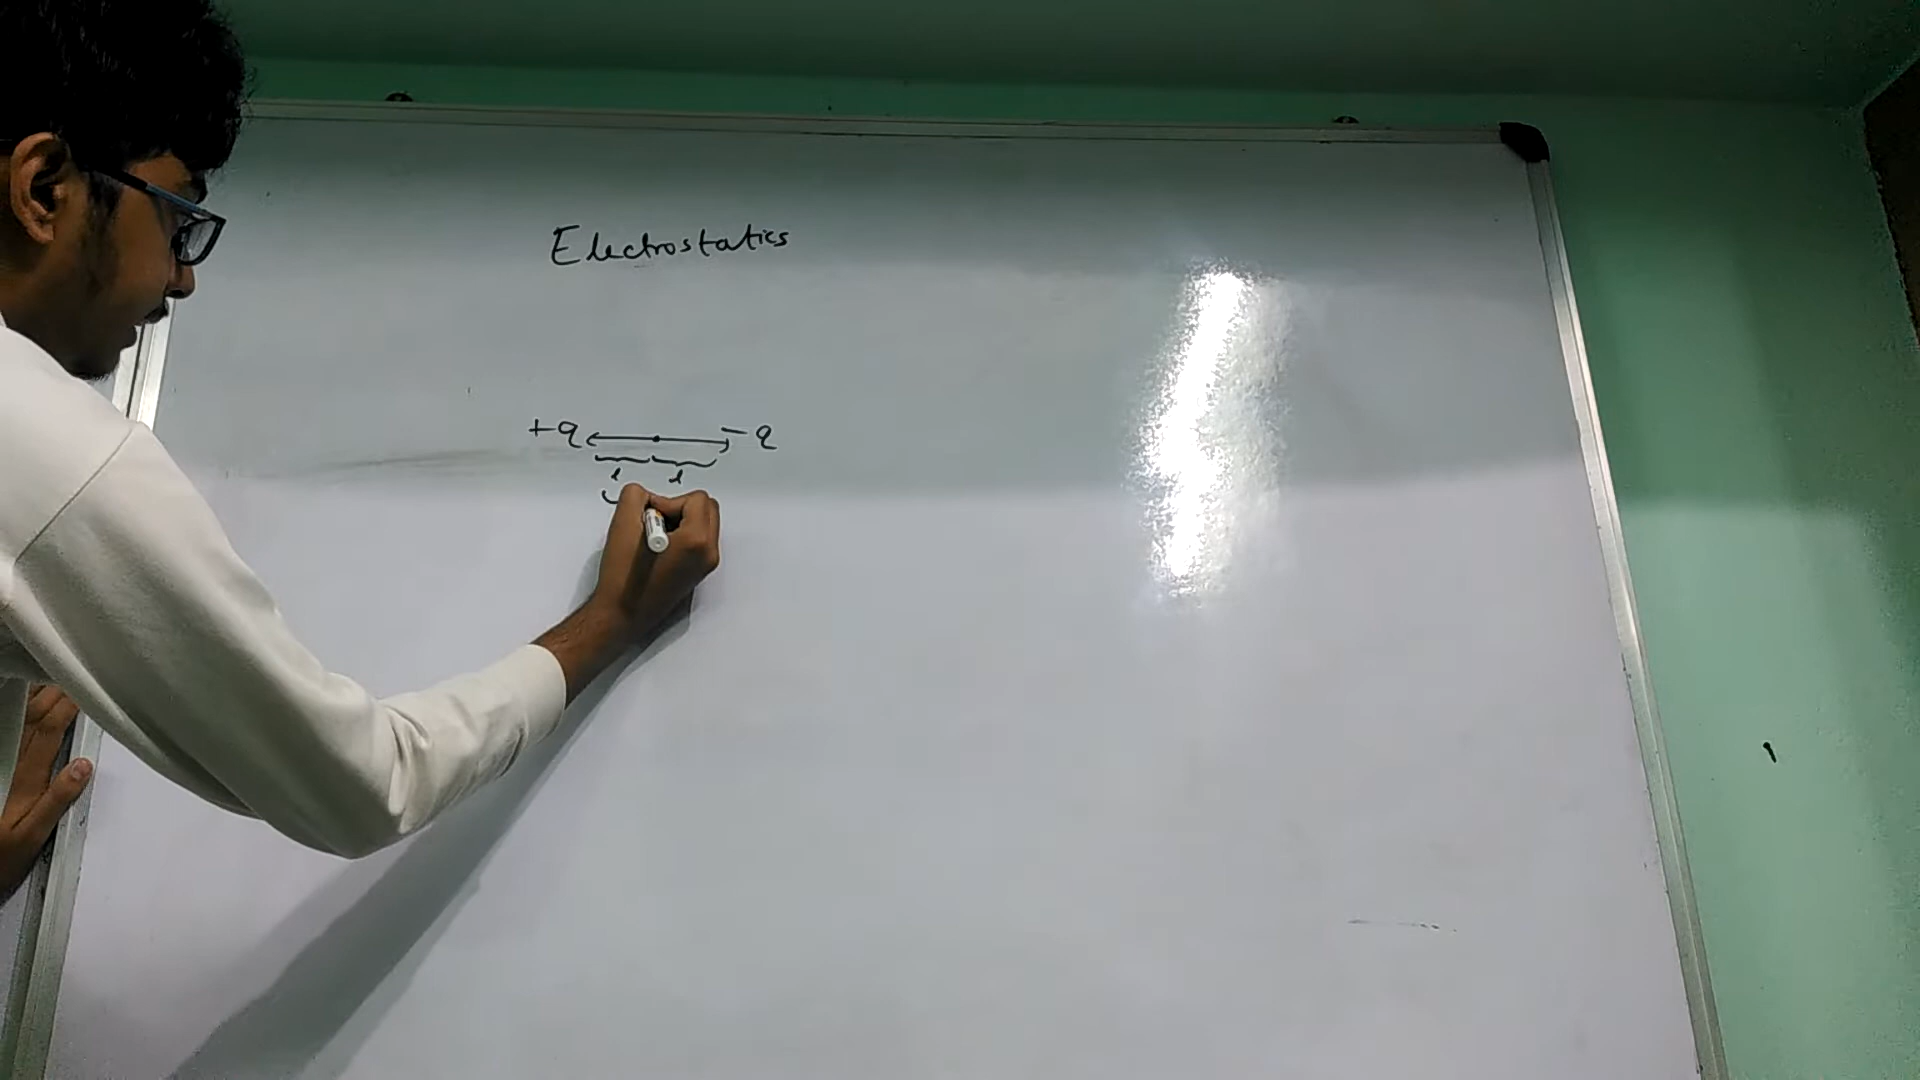 Electrostatics
+q - q
l l